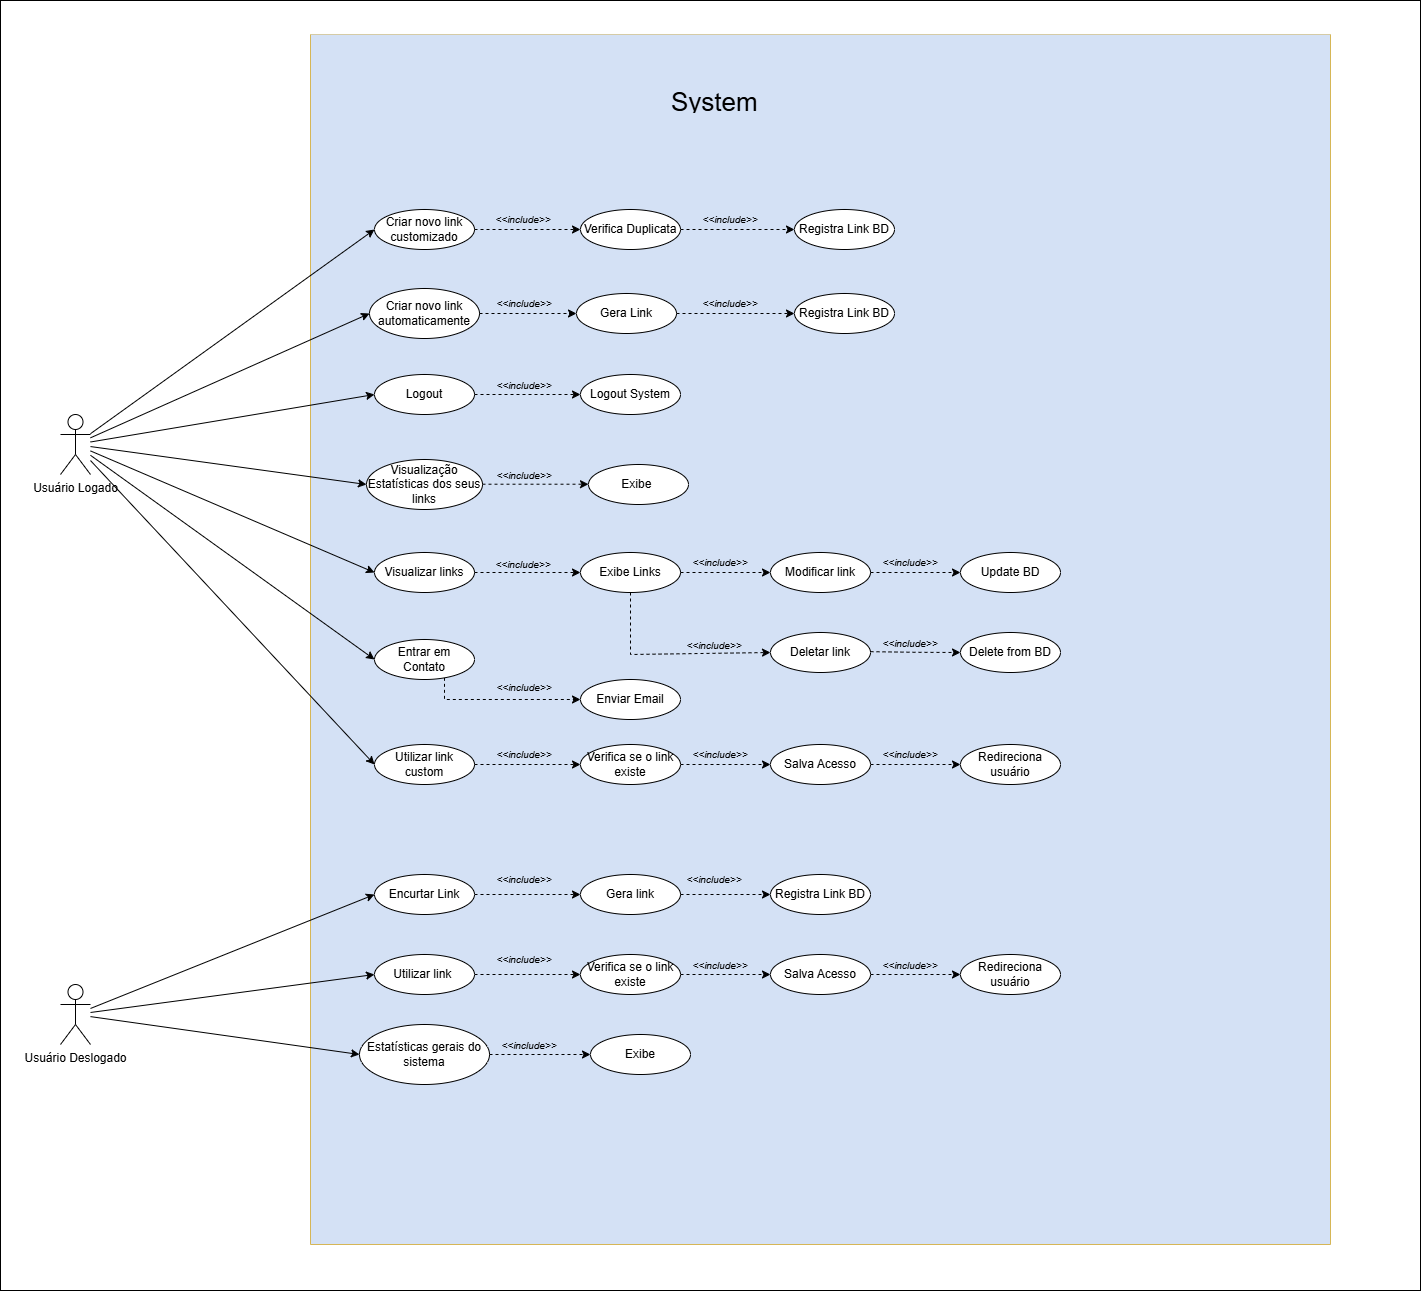 System
Criar novo link
customizado
<<include>>
Verifica Duplicata
<<include>>
Registra Link BD
Criar novo link
automaticamente
<<include>>
Gera Link
<<include>>
Registra Link BD
Logout
<<include>>
Logout System
Usuário Logado
Visualização
Estatísticas dos seus
links
<<include>>
Exibe
Visualizar links
<<include>>
Exibe Links
<<include>>
Modificar link
<<include>>
Update BD
<<include>>
Deletar link
<<include>>
Delete from BD
Entrar em
Contato
<<include>>
Enviar Email
Utilizar link
custom
<<include>>
Verifica se o link
existe
<<include>>
Salva Acesso
<<include>>
Redireciona
usuário
Encurtar Link
<<include>>
Gera link
<<include>>
Registra Link BD
Utilizar link
<<include>>
Verifica se o link
existe
<<include>>
Salva Acesso
<<include>>
Redireciona
usuário
Usuário Deslogado
Estatísticas gerais do
sistema
<<include>>
Exibe